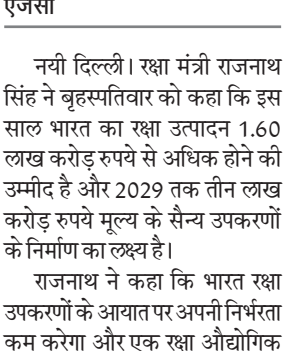 एजेंसी
नयी दिल्ली। रक्षा मंत्री राजनाथ
सिंह ने बृहस्पतिवार को कहा कि इस
साल भारत का रक्षा उत्पादन 1.60
लाख करोड़ रुपये से अधिक होने की
उम्मीद है और 2029 तक तीन लाख
करोड़ रुपये मूल्य के सैन्य उपकरणों
के निर्माण का लक्ष्य है।
राजनाथ ने कहा कि भारत रक्षा
उपकरणों के आयात पर अपनी निर्भरता
कम करेगा और एक रक्षा औद्योगिक